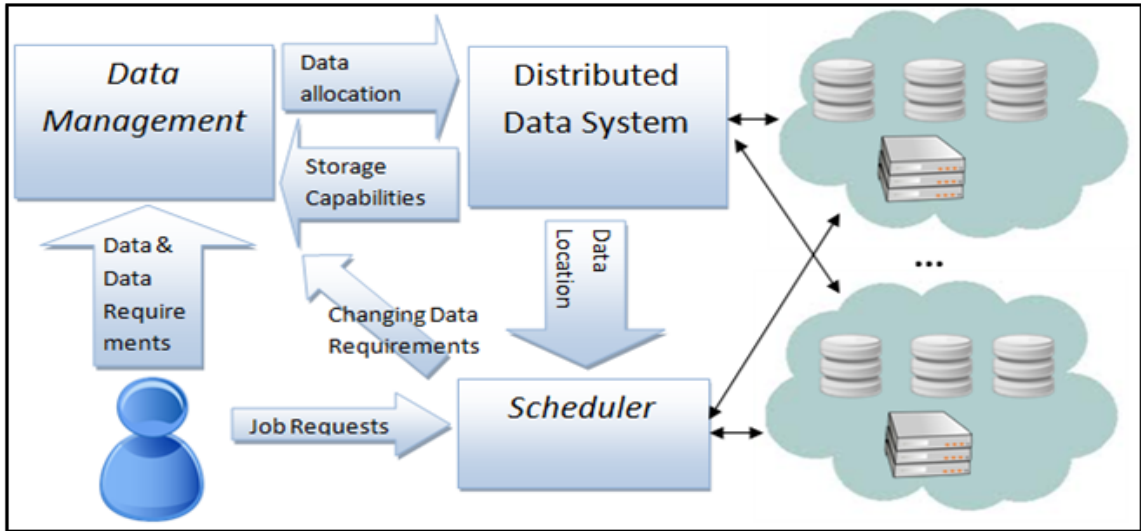 Data
Management
Data
allocation
Distributed
Data System
Storage
Capabilities
Data &
Data
Require
ments
Data
Location
Changing Data
Requirements
...
Job Requests
Scheduler